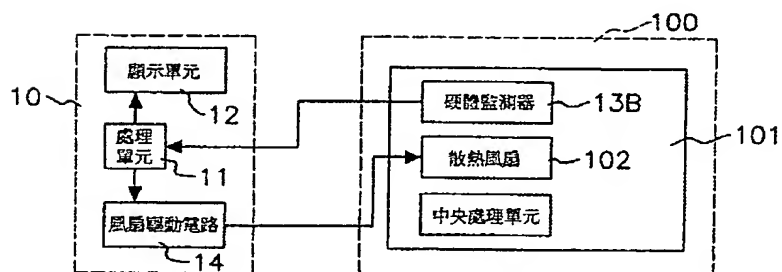 100
10
顯示單元
12
處理
單元
11
風扇驅動電路
14
硬體監測器
13B
101
散熱風扇
102
中央處理單元